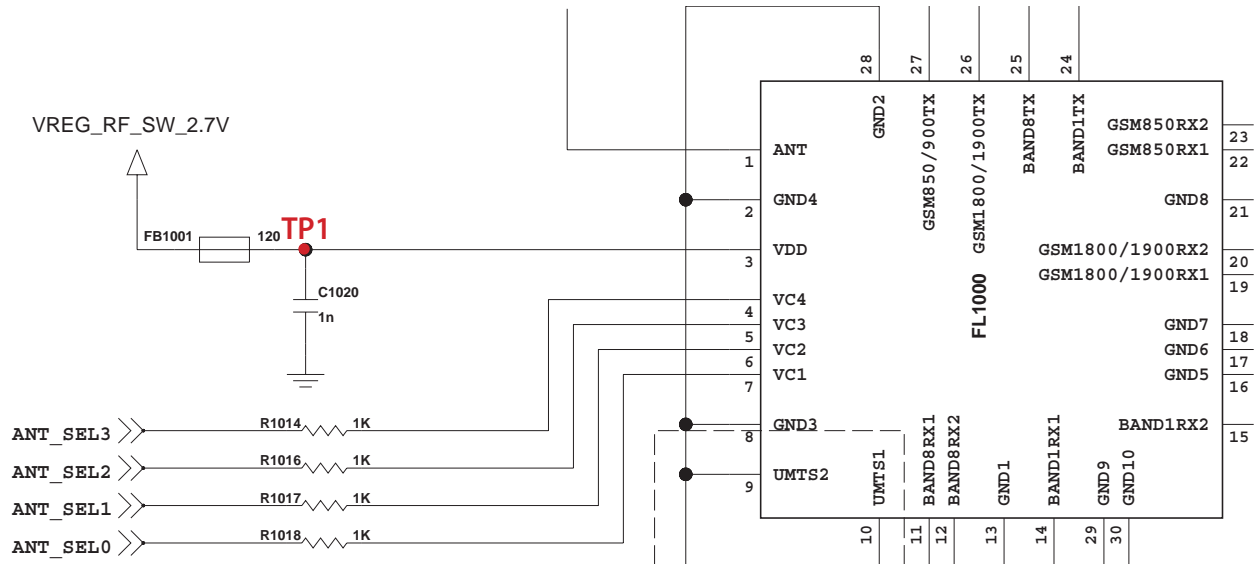 28
27
26
25
24
VREG_RF_SW_2.7V
GND2
GSM850/900TX
GSM1800/1900TX
BAND8TX
BAND1TX
GSM850RX2
23
1
ANT
GSM850RX1
22
2
GND4
GND8
21
FB1001
120
TP1
3
VDD
GSM1800/1900RX2
20
GSM1800/1900RX1
19
C1020
1n
4
VC4
FL1000
5
VC3
GND7
18
6
VC2
GND6
17
7
VC1
GND5
16
ANT_SEL3
R1014
1K
8
GND3
BAND1RX2
15
ANT_SEL2
R1016
1K
9
UMTS2
ANT_SEL1
R1017
1K
ANT_SEL0
R1018
1K
UMTS1
BAND8RX1
BAND8RX2
GND1
BAND1RX1
GND9
GND10
10
11
12
13
14
29
30